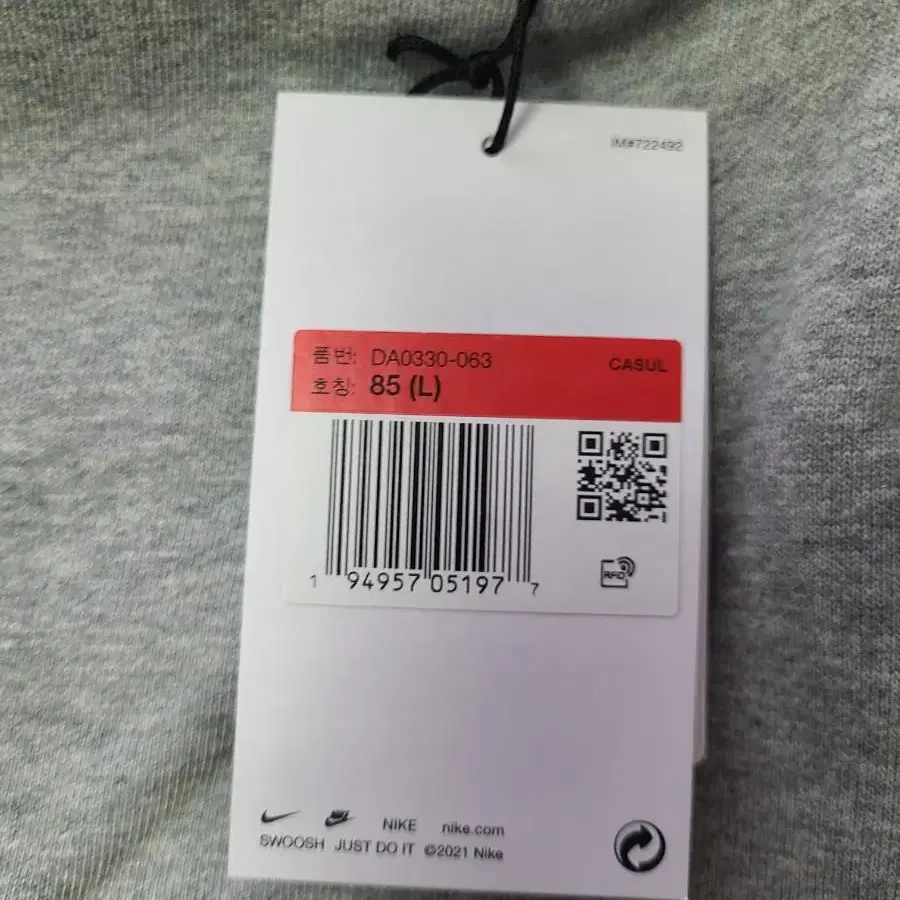 IM#722492
품번: DA0330-063
CASUL
호칭: 85 (L)
1 94957 05197 7
RFID
NIKE nike.com
SWOOSH JUST DO IT ©2021 Nike